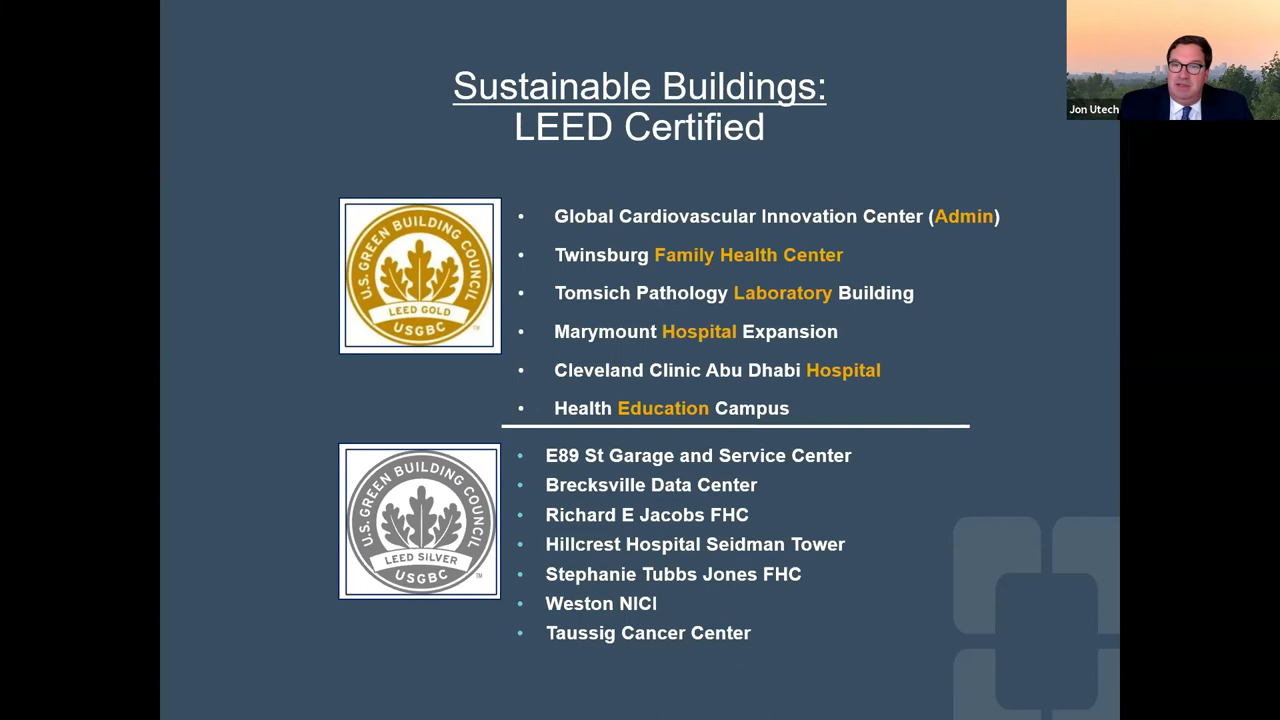 Sustainable Buildings:
LEED Certified
Jon Utech
U.S. GREEN BUILDING COUNCIL
LEED GOLD
USGBC
TM
• Global Cardiovascular Innovation Center (Admin)
• Twinsburg Family Health Center
• Tomsich Pathology Laboratory Building
• Marymount Hospital Expansion
• Cleveland Clinic Abu Dhabi Hospital
• Health Education Campus
U.S. GREEN BUILDING COUNCIL
LEED SILVER
USGBC
TM
• E89 St Garage and Service Center
• Brecksville Data Center
• Richard E Jacobs FHC
• Hillcrest Hospital Seidman Tower
• Stephanie Tubbs Jones FHC
• Weston NICI
• Taussig Cancer Center